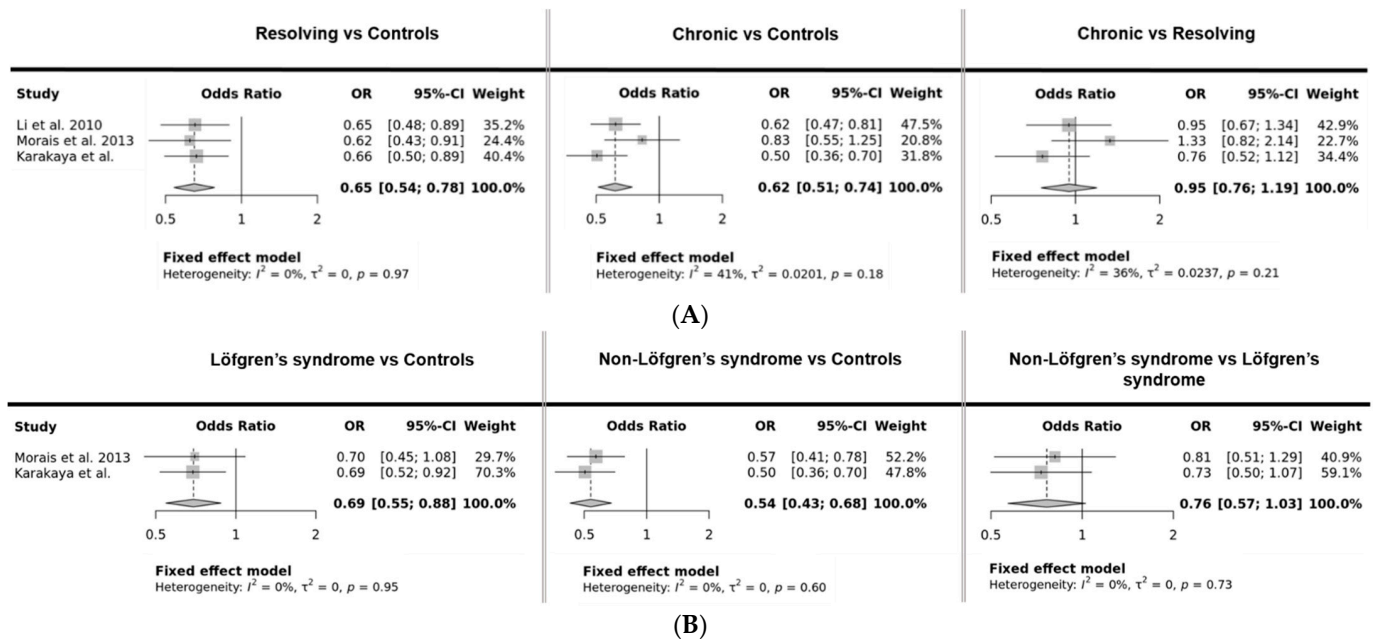 Resolving vs Controls
Chronic vs Controls
Chronic vs Resolving
Study Odds Ratio OR 95%-CI Weight
Odds Ratio OR 95%-CI Weight
Odds Ratio OR 95%-CI Weight
Li et al. 2010 0.65 [0.48; 0.89] 35.2% 0.62 [0.47; 0.81] 47.5% 0.95 [0.67; 1.34] 42.9%
Morais et al. 2013 0.62 [0.43; 0.91] 24.4% 0.83 [0.55; 1.25] 20.8% 1.33 [0.82; 2.14] 22.7%
Karakaya et al. 0.66 [0.50; 0.89] 40.4% 0.50 [0.36; 0.70] 31.8% 0.76 [0.52; 1.12] 34.4%
0.65 [0.54; 0.78] 100.0% 0.62 [0.51; 0.74] 100.0% 0.95 [0.76; 1.19] 100.0%
0.5 1 2 0.5 1 2 0.5 1 2
Fixed effect model
Heterogeneity: I² = 0%, τ² = 0, p = 0.97
Fixed effect model
Heterogeneity: I² = 41%, τ² = 0.0201, p = 0.18
Fixed effect model
Heterogeneity: I² = 36%, τ² = 0.0237, p = 0.21
(A)
Löfgren's syndrome vs Controls
Non-Löfgren's syndrome vs Controls
Non-Löfgren's syndrome vs Löfgren's
syndrome
Study Odds Ratio OR 95%-CI Weight
Odds Ratio OR 95%-CI Weight
Odds Ratio OR 95%-CI Weight
Morais et al. 2013 0.70 [0.45; 1.08] 29.7% 0.57 [0.41; 0.78] 52.2% 0.81 [0.51; 1.29] 40.9%
Karakaya et al. 0.69 [0.52; 0.92] 70.3% 0.50 [0.36; 0.70] 47.8% 0.73 [0.50; 1.07] 59.1%
0.69 [0.55; 0.88] 100.0% 0.54 [0.43; 0.68] 100.0% 0.76 [0.57; 1.03] 100.0%
0.5 1 2 0.5 1 2 0.5 1 2
Fixed effect model
Heterogeneity: I² = 0%, τ² = 0, p = 0.95
Fixed effect model
Heterogeneity: I² = 0%, τ² = 0, p = 0.60
Fixed effect model
Heterogeneity: I² = 0%, τ² = 0, p = 0.73
(B)